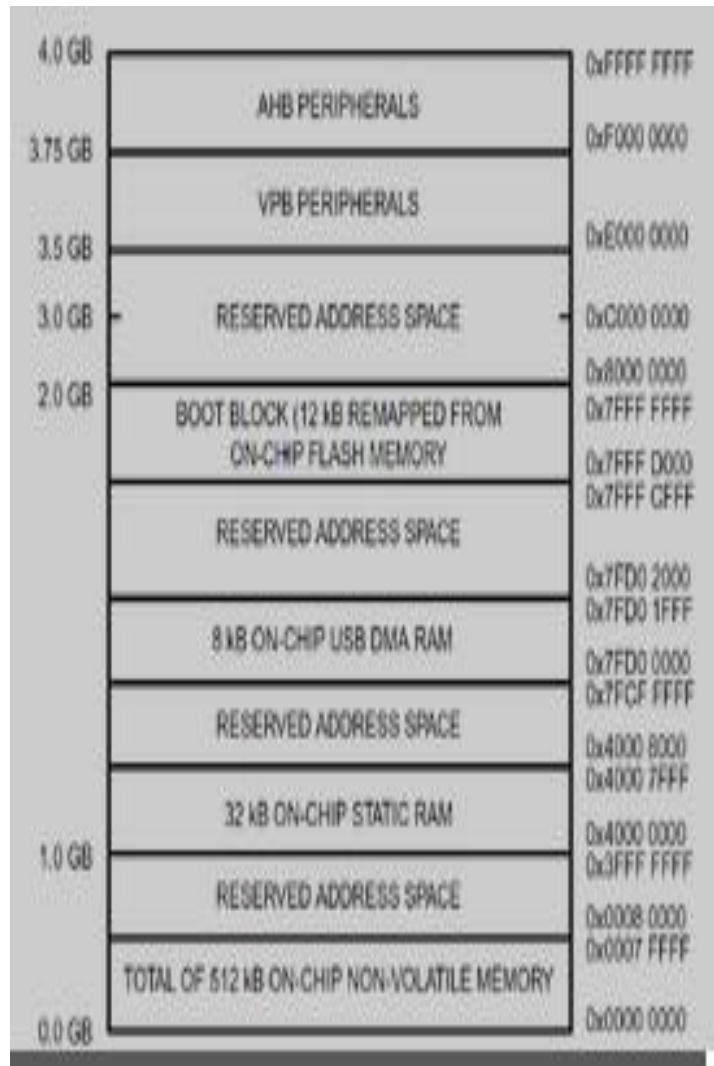 4.0 GB
0xFFFF FFFF
AHB PERIPHERALS
3.75 GB
0xF000 0000
VPB PERIPHERALS
3.5 GB
0xE000 0000
3.0 GB
RESERVED ADDRESS SPACE
0xC000 0000
0x8000 0000
2.0 GB
0x7FFF FFFF
BOOT BLOCK (12 kB REMAPPED FROM
ON-CHIP FLASH MEMORY
0x7FFF D000
0x7FFF CFFF
RESERVED ADDRESS SPACE
0x7FD0 2000
0x7FD0 1FFF
8 kB ON-CHIP USB DMA RAM
0x7FD0 0000
0x7FCF FFFF
RESERVED ADDRESS SPACE
0x4000 8000
0x4000 7FFF
32 kB ON-CHIP STATIC RAM
0x4000 0000
1.0 GB
0x3FFF FFFF
RESERVED ADDRESS SPACE
0x0008 0000
0x0007 FFFF
TOTAL OF 512 kB ON-CHIP NON-VOLATILE MEMORY
0.0 GB
0x0000 0000